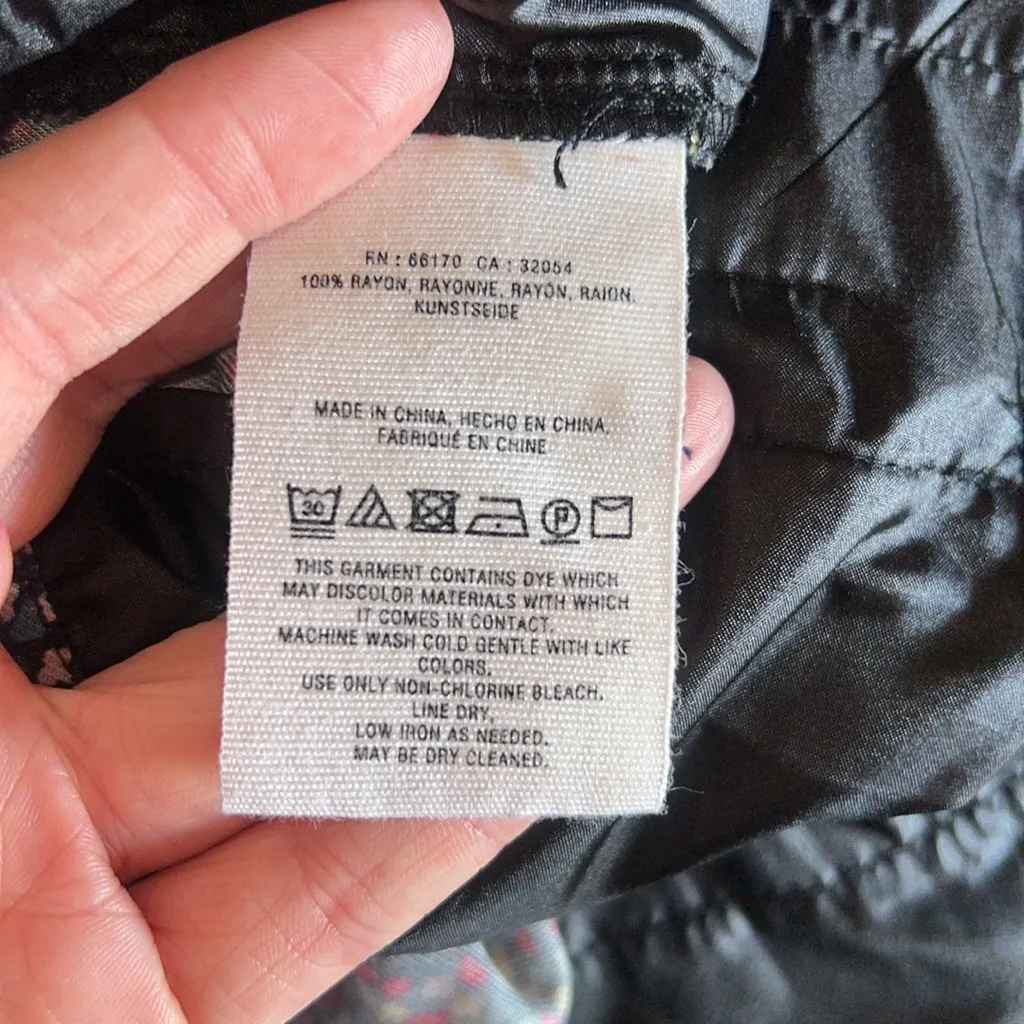 RN : 66170 CA : 32054
100% RAYON, RAYONNE, RAYÓN, RAION,
KUNSTSEIDE
MADE IN CHINA, HECHO EN CHINA,
FABRIQUÉ EN CHINE
30 P
THIS GARMENT CONTAINS DYE WHICH
MAY DISCOLOR MATERIALS WITH WHICH
IT COMES IN CONTACT,
MACHINE WASH COLD GENTLE WITH LIKE
COLORS.
USE ONLY NON-CHLORINE BLEACH.
LINE DRY,
LOW IRON AS NEEDED.
MAY BE DRY CLEANED.